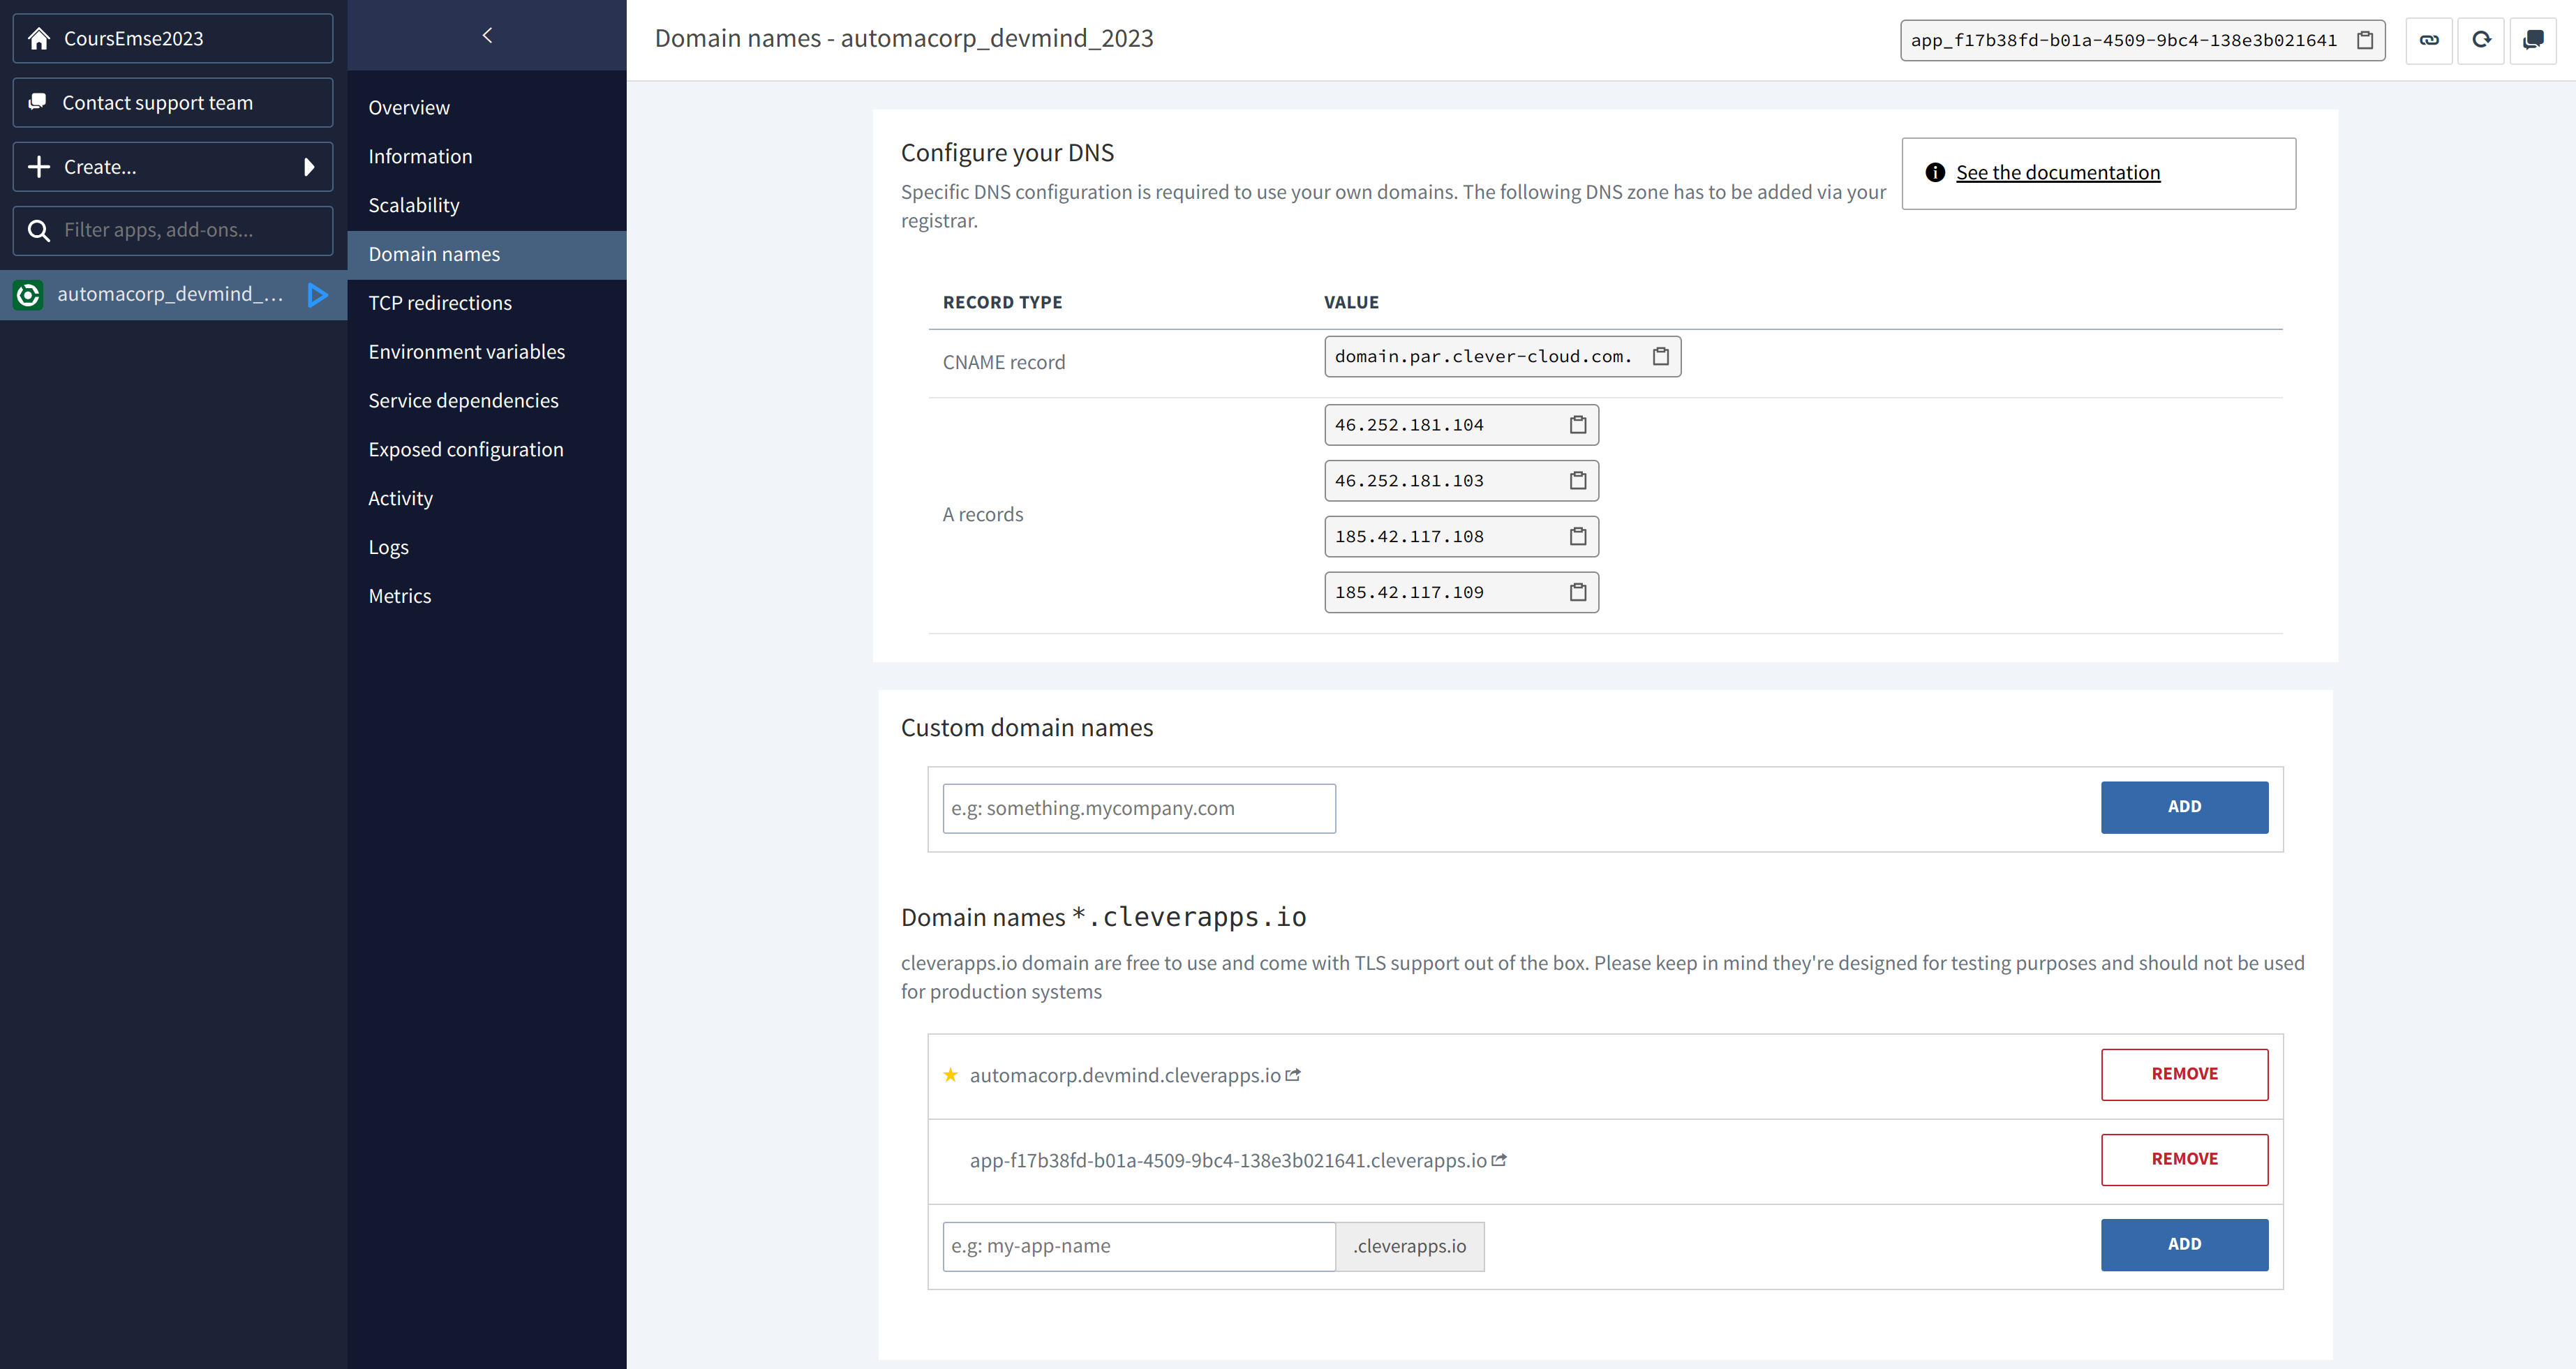 CoursEmse2023
Contact support team
Create...
Filter apps, add-ons...
automacorp_devmind_...
Overview
Information
Scalability
Domain names
TCP redirections
Environment variables
Service dependencies
Exposed configuration
Activity
Logs
Metrics
Domain names - automacorp_devmind_2023
app_f17b38fd-b01a-4509-9bc4-138e3b021641
Configure your DNS
Specific DNS configuration is required to use your own domains. The following DNS zone has to be added via your
registrar.
See the documentation
RECORD TYPE VALUE
CNAME record domain.par.clever-cloud.com.
A records
46.252.181.104
46.252.181.103
185.42.117.108
185.42.117.109
Custom domain names
e.g: something.mycompany.com ADD
Domain names *.cleverapps.io
cleverapps.io domain are free to use and come with TLS support out of the box. Please keep in mind they're designed for testing purposes and should not be used
for production systems
automacorp.devmind.cleverapps.io REMOVE
app-f17b38fd-b01a-4509-9bc4-138e3b021641.cleverapps.io REMOVE
e.g: my-app-name .cleverapps.io ADD